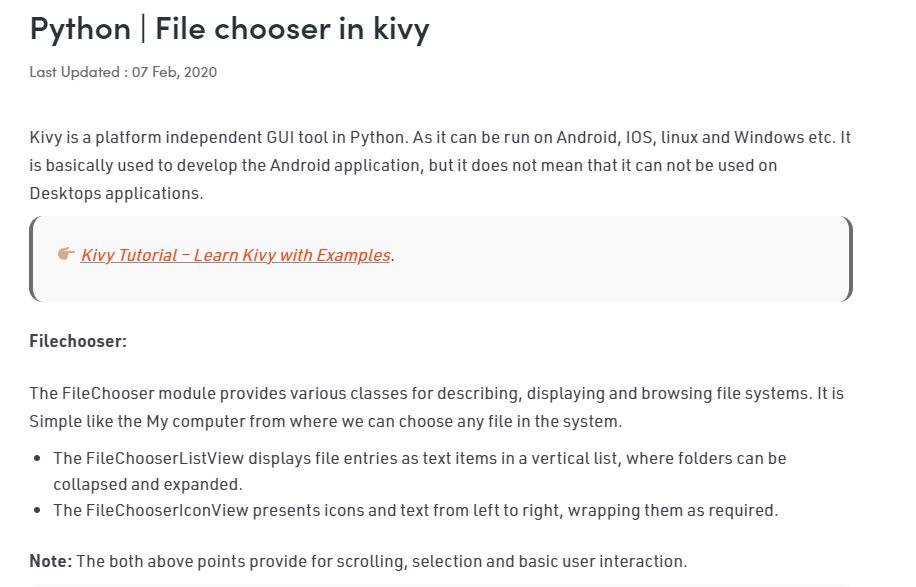 Python | File chooser in kivy
Last Updated : 07 Feb, 2020
Kivy is a platform independent GUI tool in Python. As it can be run on Android, IOS, linux and Windows etc. It
is basically used to develop the Android application, but it does not mean that it can not be used on
Desktops applications.
👉🏽 Kivy Tutorial – Learn Kivy with Examples.
Filechooser:
The FileChooser module provides various classes for describing, displaying and browsing file systems. It is
Simple like the My computer from where we can choose any file in the system.
• The FileChooserListView displays file entries as text items in a vertical list, where folders can be
collapsed and expanded.
• The FileChooserIconView presents icons and text from left to right, wrapping them as required.
Note: The both above points provide for scrolling, selection and basic user interaction.